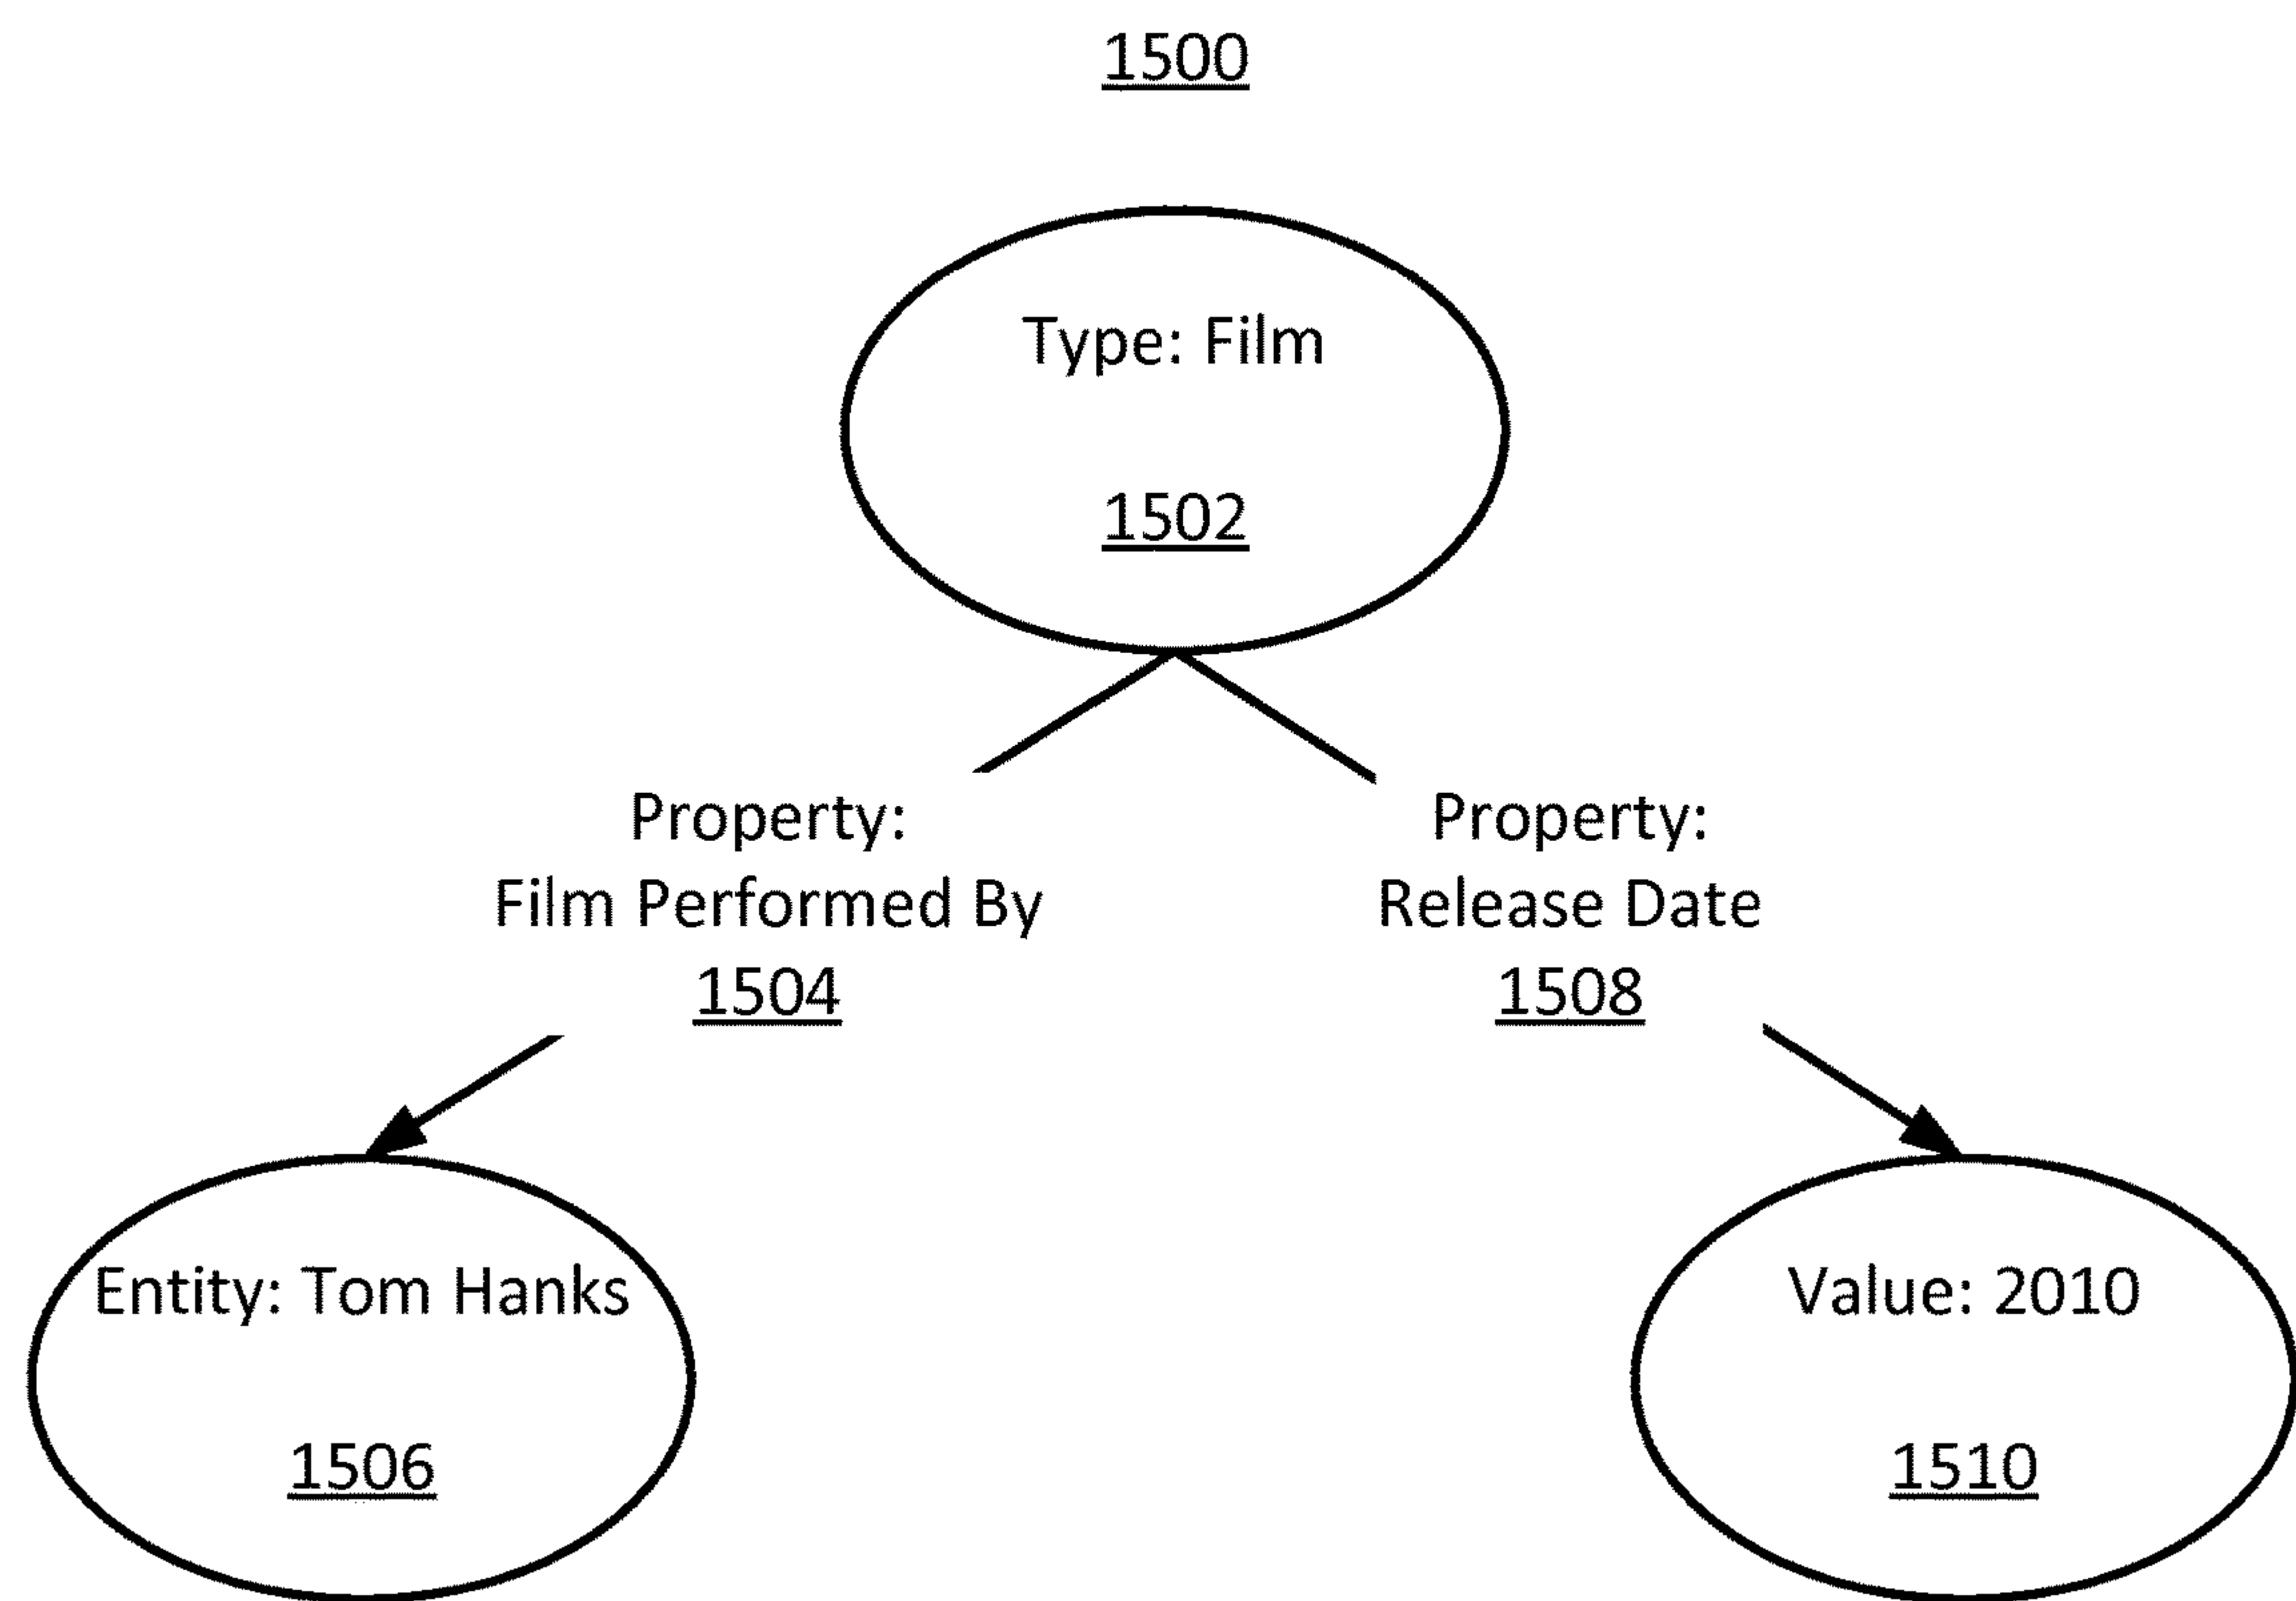 1500
Type: Film
1502
Property:
Film Performed By
1504
Property:
Release Date
1508
Entity: Tom Hanks
1506
Value: 2010
1510